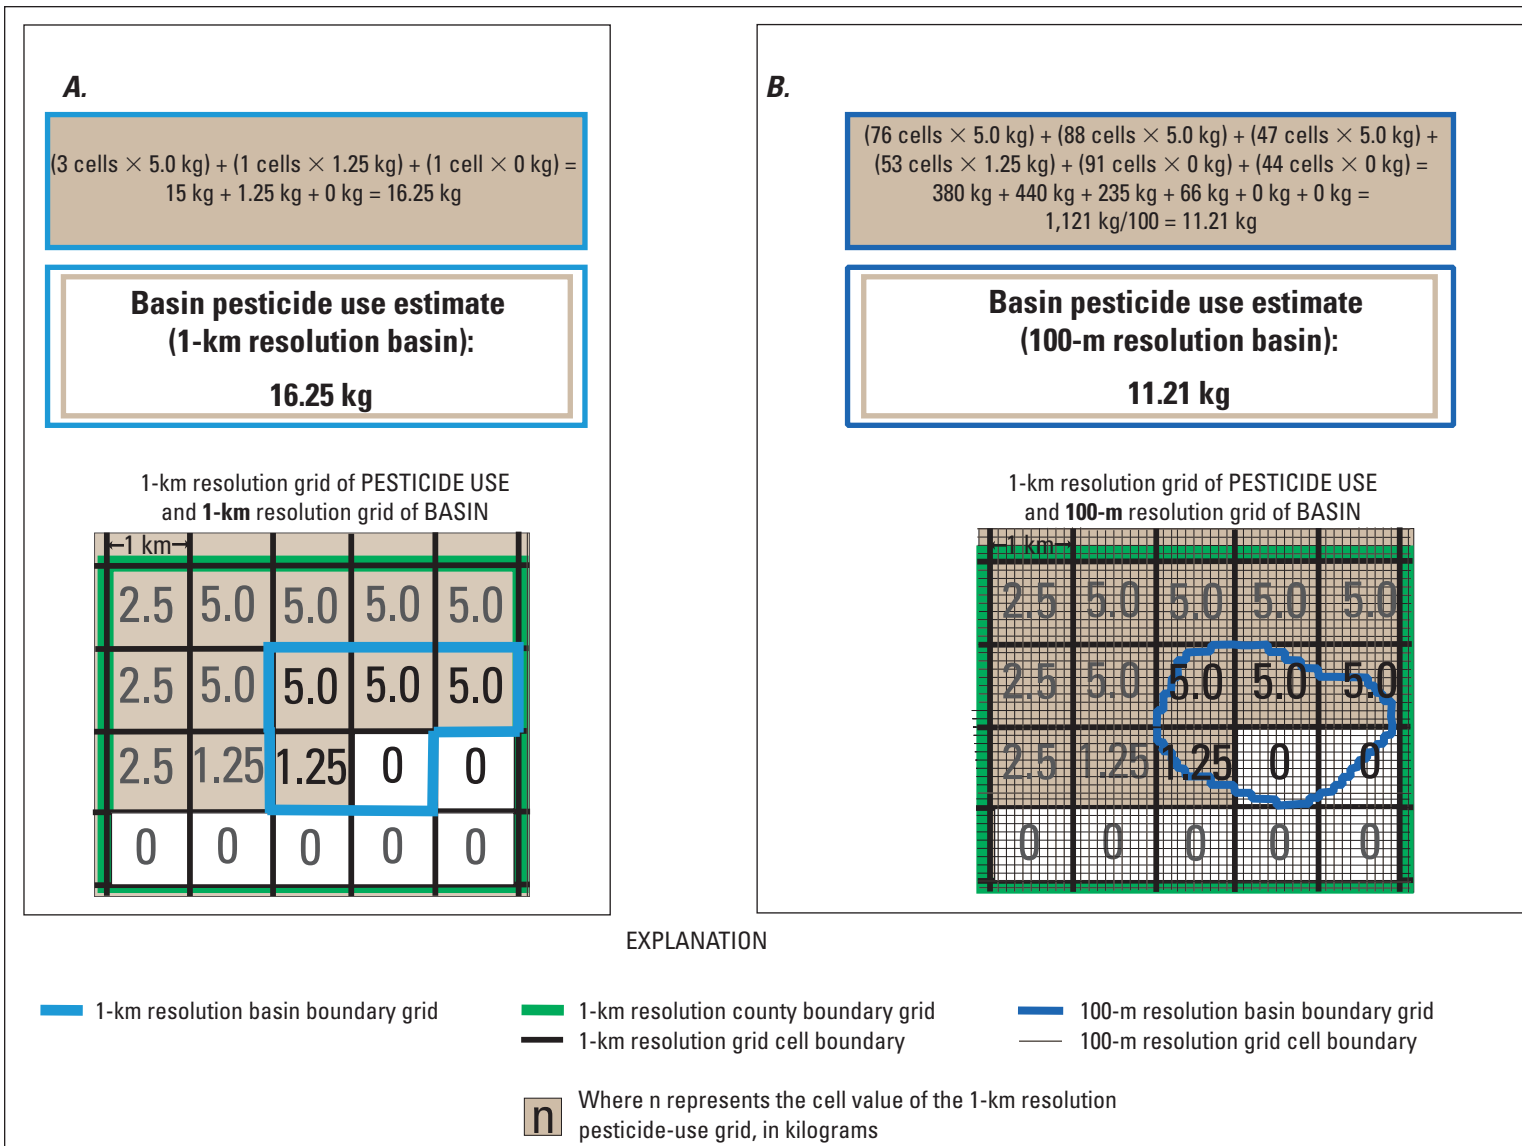 A.
(3 cells × 5.0 kg) + (1 cells × 1.25 kg) + (1 cell × 0 kg) =
15 kg + 1.25 kg + 0 kg = 16.25 kg
Basin pesticide use estimate
(1-km resolution basin):
16.25 kg
1-km resolution grid of PESTICIDE USE
and 1-km resolution grid of BASIN
1 km
2.5 5.0 5.0 5.0 5.0
2.5 5.0 5.0 5.0 5.0
2.5 1.25 1.25 0 0
0 0 0 0 0
B.
(76 cells × 5.0 kg) + (88 cells × 5.0 kg) + (47 cells × 5.0 kg) +
(53 cells × 1.25 kg) + (91 cells × 0 kg) + (44 cells × 0 kg) =
380 kg + 440 kg + 235 kg + 66 kg + 0 kg + 0 kg =
1,121 kg/100 = 11.21 kg
Basin pesticide use estimate
(100-m resolution basin):
11.21 kg
1-km resolution grid of PESTICIDE USE
and 100-m resolution grid of BASIN
1 km
2.5 5.0 5.0 5.0 5.0
2.5 5.0 5.0 5.0 5.0
2.5 1.25 1.25 0 0
0 0 0 0 0
EXPLANATION
1-km resolution basin boundary grid
1-km resolution county boundary grid
1-km resolution grid cell boundary
100-m resolution basin boundary grid
100-m resolution grid cell boundary
n
Where n represents the cell value of the 1-km resolution
pesticide-use grid, in kilograms